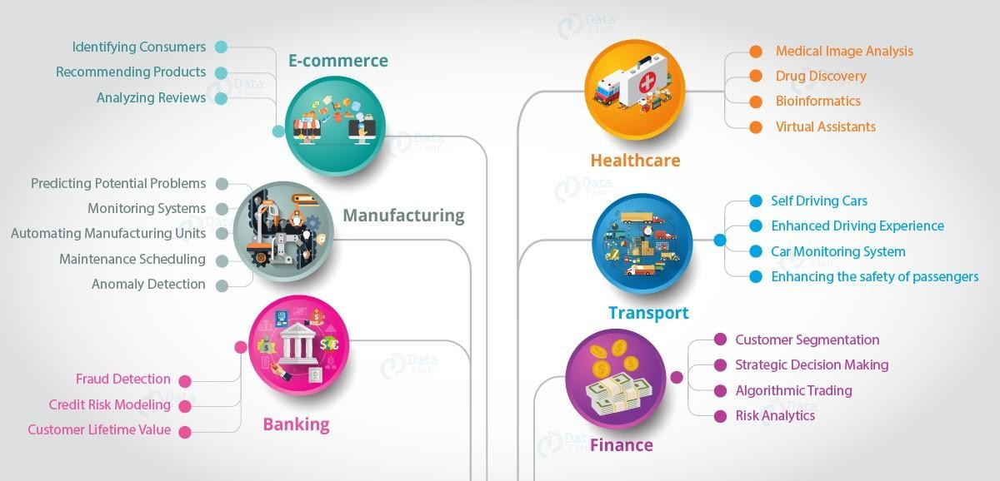 E-commerce
Identifying Consumers
Recommending Products
Analyzing Reviews
Manufacturing
Predicting Potential Problems
Monitoring Systems
Automating Manufacturing Units
Maintenance Scheduling
Anomaly Detection
Banking
Fraud Detection
Credit Risk Modeling
Customer Lifetime Value
Healthcare
Medical Image Analysis
Drug Discovery
Bioinformatics
Virtual Assistants
Transport
Self Driving Cars
Enhanced Driving Experience
Car Monitoring System
Enhancing the safety of passengers
Finance
Customer Segmentation
Strategic Decision Making
Algorithmic Trading
Risk Analytics
Data
Flair